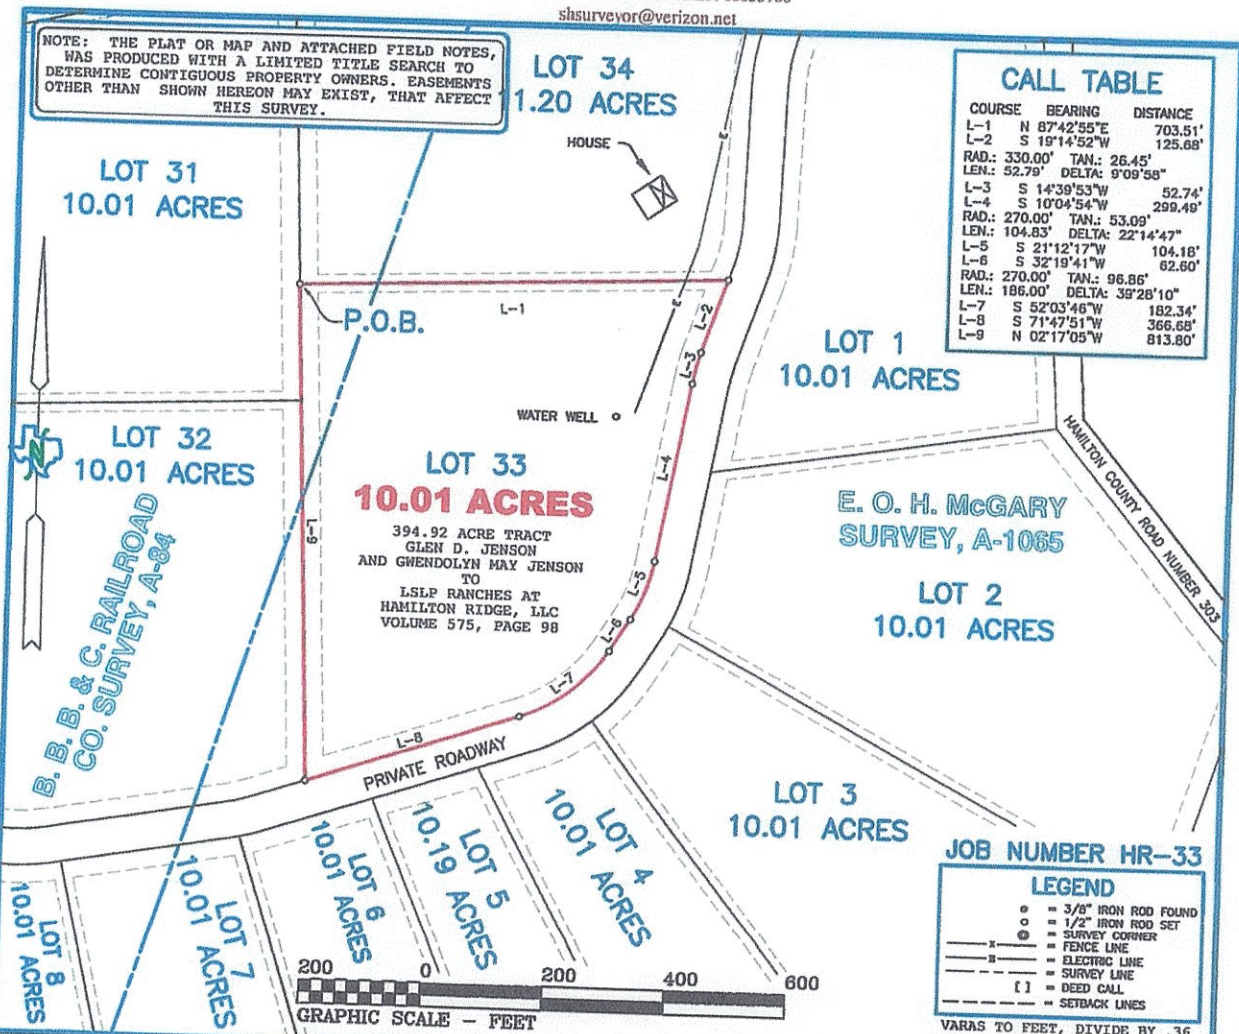 shsurveyor@verizon.net
NOTE: THE PLAT OR MAP AND ATTACHED FIELD NOTES,
WAS PRODUCED WITH A LIMITED TITLE SEARCH TO
DETERMINE CONTIGUOUS PROPERTY OWNERS. EASEMENTS
OTHER THAN SHOWN HEREON MAY EXIST, THAT AFFECT
THIS SURVEY.
LOT 34
1.20 ACRES
HOUSE
E
CALL TABLE
COURSE BEARING DISTANCE
L-1 N 87°42'55"E 703.51'
L-2 S 19°14'52"W 125.68'
RAD.: 330.00' TAN.: 26.45'
LEN.: 52.79' DELTA: 9°09'58"
L-3 S 14°39'53"W 52.74'
L-4 S 10°04'54"W 299.49'
RAD.: 270.00' TAN.: 53.09'
LEN.: 104.83' DELTA: 22°14'47"
L-5 S 21°12'17"W 104.18'
L-6 S 32°19'41"W 62.60'
RAD.: 270.00' TAN.: 96.86'
LEN.: 186.00' DELTA: 39°28'10"
L-7 S 52°03'46"W 182.34'
L-8 S 71°47'51"W 366.68'
L-9 N 02°17'05"W 813.80'
LOT 31
10.01 ACRES
P.O.B.
L-1
E
L-2
L-3
LOT 1
10.01 ACRES
WATER WELL
HAMILTON COUNTY ROAD NUMBER 303
N
LOT 32
10.01 ACRES
LOT 33
10.01 ACRES
394.92 ACRE TRACT
GLEN D. JENSON
AND GWENDOLYN MAY JENSON
TO
LSLP RANCHES AT
HAMILTON RIDGE, LLC
VOLUME 575, PAGE 98
L-9
L-4
L-5
L-6
L-7
L-8
E. O. H. McGARY
SURVEY, A-1065
LOT 2
10.01 ACRES
B. B. B. & C. RAILROAD
CO. SURVEY, A-84
PRIVATE ROADWAY
LOT 3
10.01 ACRES
LOT 4
10.01 ACRES
LOT 5
10.19 ACRES
LOT 6
10.01 ACRES
LOT 7
10.01 ACRES
LOT 8
10.01 ACRES
JOB NUMBER HR-33
LEGEND
= 3/8" IRON ROD FOUND
= 1/2" IRON ROD SET
= SURVEY CORNER
x = FENCE LINE
E = ELECTRIC LINE
= SURVEY LINE
[ ] = DEED CALL
= SETBACK LINES
200 0 200 400 600
GRAPHIC SCALE - FEET
VARAS TO FEET, DIVIDE BY .36